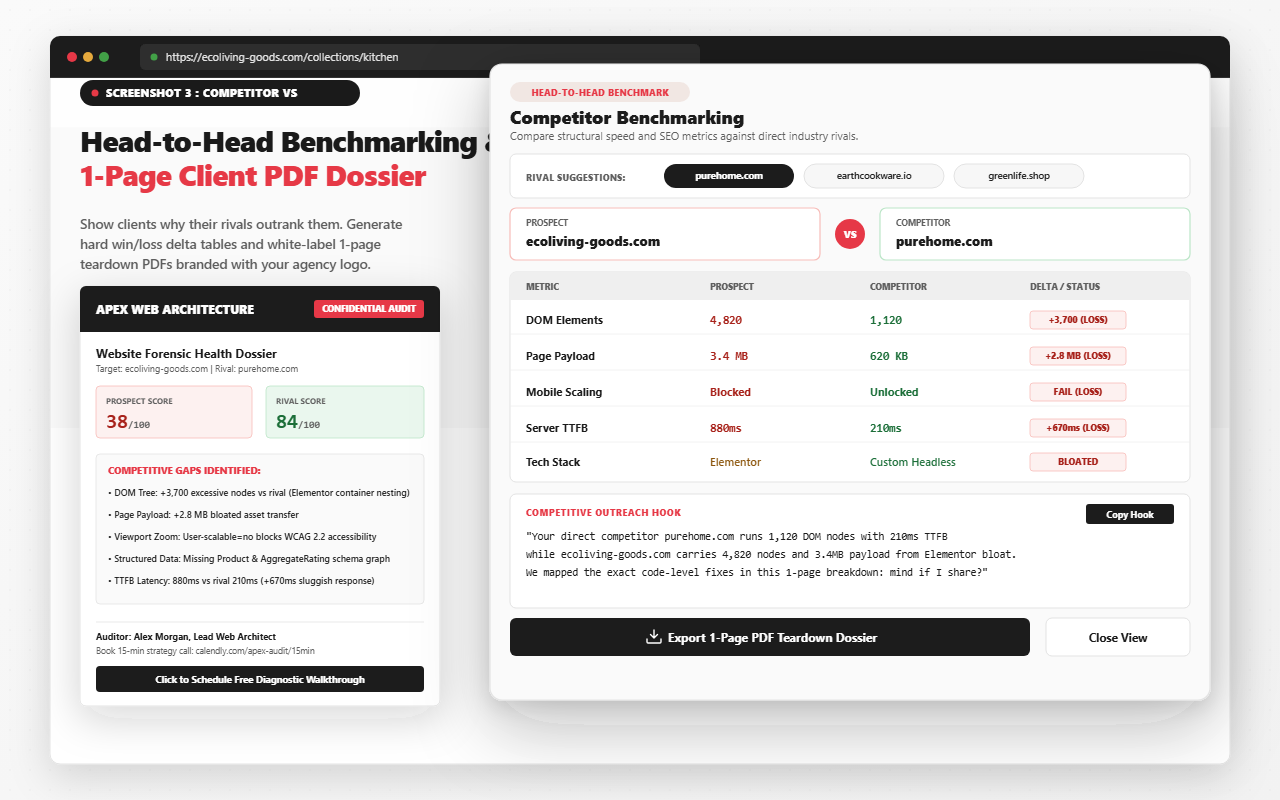 https://ecoliving-goods.com/collections/kitchen
SCREENSHOT 3 : COMPETITOR VS
Head-to-Head Benchmarking
1-Page Client PDF Dossier
Show clients why their rivals outrank them. Generate
hard win/loss delta tables and white-label 1-page
teardown PDFs branded with your agency logo.
APEX WEB ARCHITECTURE
CONFIDENTIAL AUDIT
Website Forensic Health Dossier
Target: ecoliving-goods.com | Rival: purehome.com
PROSPECT SCORE
38/100
RIVAL SCORE
84/100
COMPETITIVE GAPS IDENTIFIED:
• DOM Tree: +3,700 excessive nodes vs rival (Elementor container nesting)
• Page Payload: +2.8 MB bloated asset transfer
• Viewport Zoom: User-scalable=no blocks WCAG 2.2 accessibility
• Structured Data: Missing Product & AggregateRating schema graph
• TTFB Latency: 880ms vs rival 210ms (+670ms sluggish response)
Auditor: Alex Morgan, Lead Web Architect
Book 15-min strategy call: calendly.com/apex-audit/15min
Click to Schedule Free Diagnostic Walkthrough
HEAD-TO-HEAD BENCHMARK
Competitor Benchmarking
Compare structural speed and SEO metrics against direct industry rivals.
RIVAL SUGGESTIONS: purehome.com earthcookware.io greenlife.shop
PROSPECT
ecoliving-goods.com
VS
COMPETITOR
purehome.com
METRIC PROSPECT COMPETITOR DELTA / STATUS
DOM Elements 4,820 1,120 +3,700 (LOSS)
Page Payload 3.4 MB 620 KB +2.8 MB (LOSS)
Mobile Scaling Blocked Unlocked FAIL (LOSS)
Server TTFB 880ms 210ms +670ms (LOSS)
Tech Stack Elementor Custom Headless BLOATED
COMPETITIVE OUTREACH HOOK
Copy Hook
"Your direct competitor purehome.com runs 1,120 DOM nodes with 210ms TTFB
while ecoliving-goods.com carries 4,820 nodes and 3.4MB payload from Elementor bloat.
We mapped the exact code-level fixes in this 1-page breakdown: mind if I share?"
Export 1-Page PDF Teardown Dossier
Close View